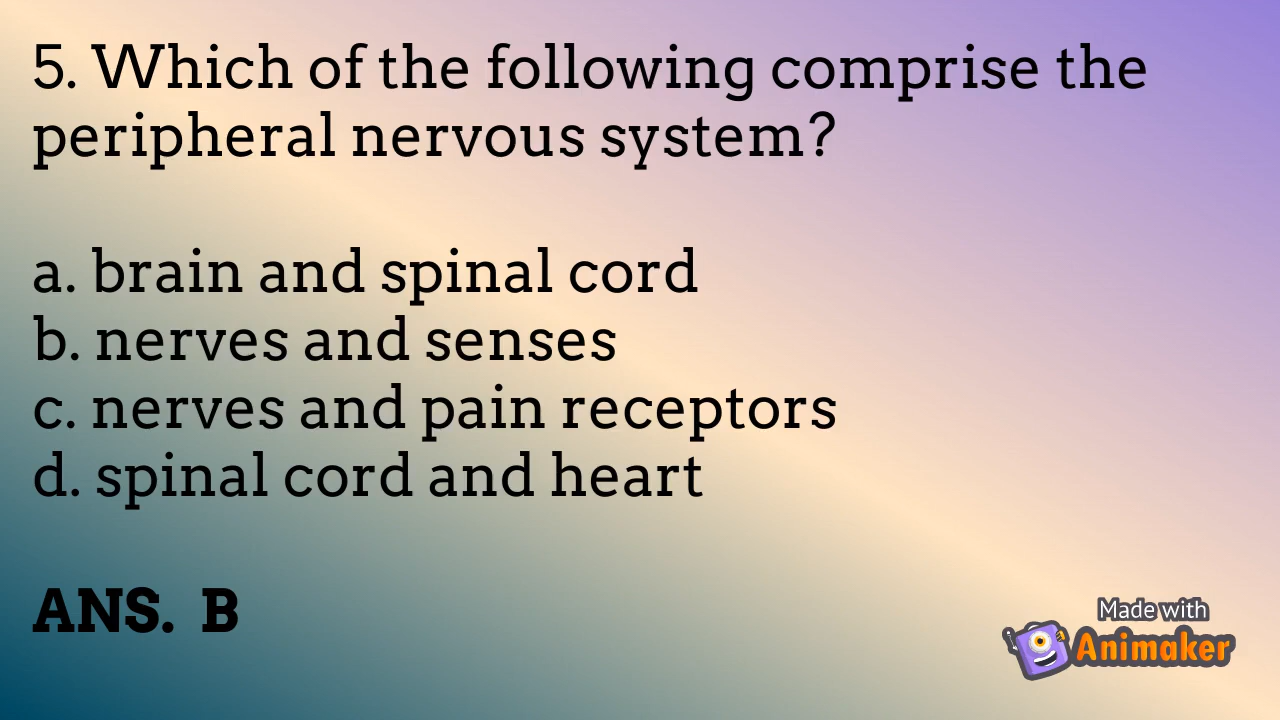 5. Which of the following comprise the
peripheral nervous system?
a. brain and spinal cord
b. nerves and senses
c. nerves and pain receptors
d. spinal cord and heart
ANS. B
Made with
Animaker